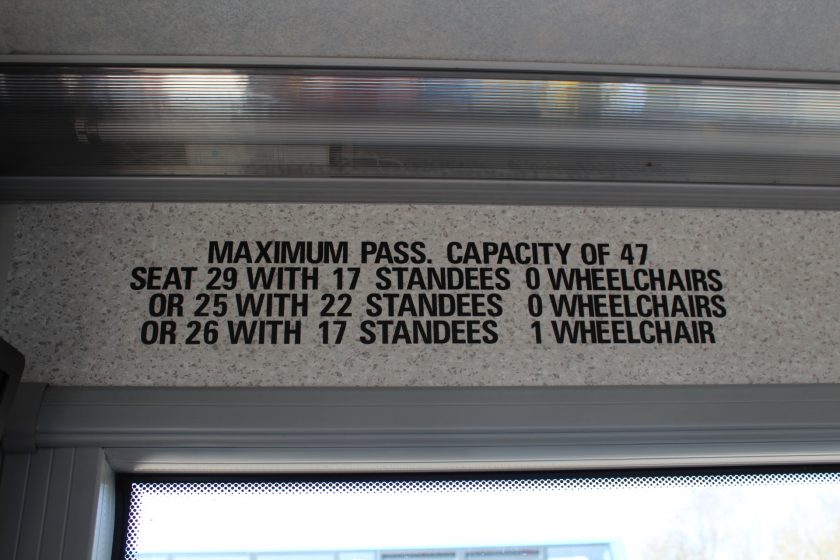 MAXIMUM PASS. CAPACITY OF 47
SEAT 29 WITH 17 STANDEES 0 WHEELCHAIRS
OR 25 WITH 22 STANDEES 0 WHEELCHAIRS
OR 26 WITH 17 STANDEES 1 WHEELCHAIR